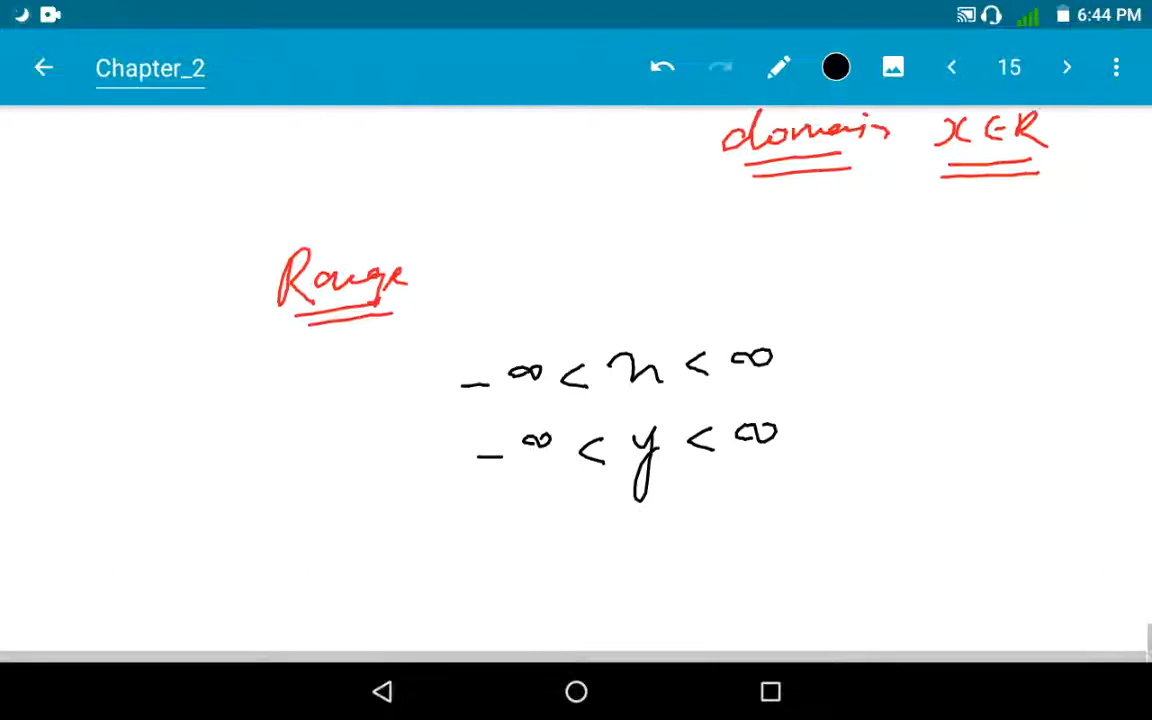 6:44 PM
Chapter_2
15
domain x∈R
Range
-∞ < x < ∞
-∞ < y < ∞